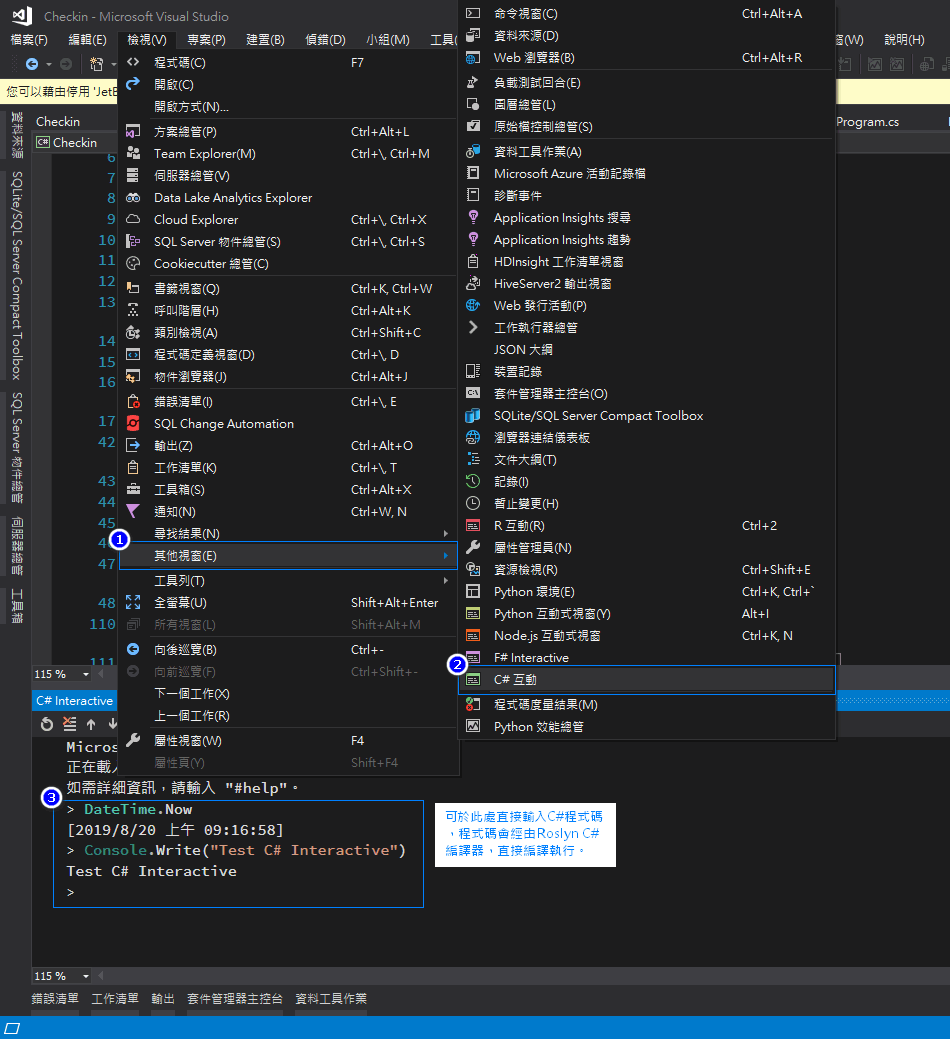 Checkin - Microsoft Visual Studio
檔案(F) 編輯(E) 檢視(V) 專案(P) 建置(B) 偵錯(D) 小組(M) 工具( 窗(W) 說明(H)
您可以藉由停用 'JetB
Checkin
Program.cs
C# Checkin
資料來源
SQLite/SQL Server Compact Toolbox
SQL Server 物件總管
伺服器總管
工具箱
6
7
8
9
10
11
12
13
14
15
16
17
42
43
44
45
46
47
48
110
111
程式碼(C) F7
開啟(C)
開啟方式(N)...
方案總管(P) Ctrl+Alt+L
Team Explorer(M) Ctrl+\, Ctrl+M
伺服器總管(V)
Data Lake Analytics Explorer
Cloud Explorer Ctrl+\, Ctrl+X
SQL Server 物件總管(S) Ctrl+\, Ctrl+S
Cookiecutter 總管(C)
書籤視窗(Q) Ctrl+K, Ctrl+W
呼叫階層(H) Ctrl+Alt+K
類別檢視(A) Ctrl+Shift+C
程式碼定義視窗(D) Ctrl+\, D
物件瀏覽器(J) Ctrl+Alt+J
錯誤清單(I) Ctrl+\, E
SQL Change Automation
輸出(Z) Ctrl+Alt+O
工作清單(K) Ctrl+\, T
工具箱(S) Ctrl+Alt+X
通知(N) Ctrl+W, N
尋找結果(N)
1
其他視窗(E)
工具列(T)
全螢幕(U) Shift+Alt+Enter
所有視窗(L) Shift+Alt+M
向後巡覽(B) Ctrl+-
向前巡覽(F) Ctrl+Shift+-
下一個工作(X)
上一個工作(R)
屬性視窗(W) F4
屬性頁(Y) Shift+F4
命令視窗(C) Ctrl+Alt+A
資料來源(D)
Web 瀏覽器(B) Ctrl+Alt+R
負載測試回合(E)
圖層總管(L)
原始檔控制總管(S)
資料工具作業(A)
Microsoft Azure 活動記錄檔
診斷事件
Application Insights 搜尋
Application Insights 趨勢
HDInsight 工作清單視窗
HiveServer2 輸出視窗
Web 發行活動(P)
工作執行器總管
JSON 大綱
裝置記錄
套件管理器主控台(O)
SQLite/SQL Server Compact Toolbox
瀏覽器連結儀表板
文件大綱(T)
記錄(I)
暫止變更(H)
R 互動(R) Ctrl+2
屬性管理員(N)
資源檢視(R) Ctrl+Shift+E
Python 環境(E) Ctrl+K, Ctrl+`
Python 互動式視窗(Y) Alt+I
Node.js 互動式視窗 Ctrl+K, N
F# Interactive
2
C# 互動
程式碼度量結果(M)
Python 效能總管
115 %
C# Interactive
Micros
正在載入
如需詳細資訊，請輸入 "#help"。
3
> DateTime.Now
[2019/8/20 上午 09:16:58]
> Console.Write("Test C# Interactive")
Test C# Interactive
>
可於此處直接輸入C#程式碼
，程式碼會經由Roslyn C#
編譯器，直接編譯執行。
115 %
錯誤清單 工作清單 輸出 套件管理器主控台 資料工具作業